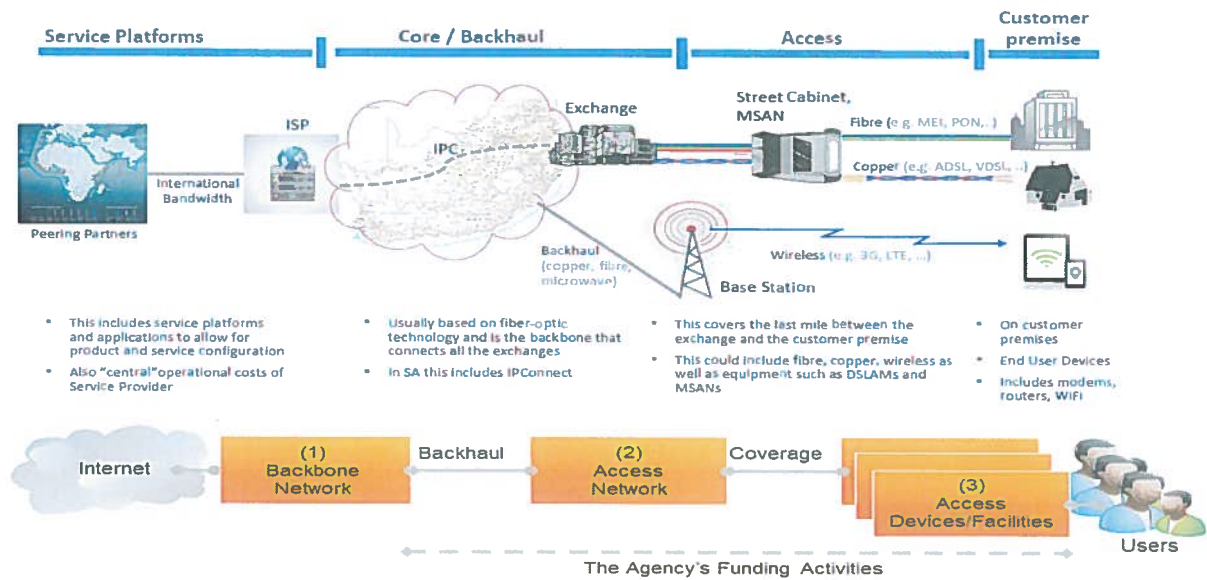 Service Platforms
Core / Backhaul
Access
Customer
premise
ISP
International
Bandwidth
Peering Partners
IPC
Exchange
Backhaul
(copper, fibre,
microwave)
Street Cabinet,
MSAN
Fibre (e.g. MEI, PON,..)
Copper (e.g. ADSL, VDSL, ..)
Wireless (e.g. 3G, LTE, ...)
Base Station
• This includes service platforms
and applications to allow for
product and service configuration
• Also "central"operational costs of
Service Provider
• Usually based on fiber-optic
technology and is the backbone that
connects all the exchanges
• In SA this includes IPConnect
• This covers the last mile between the
exchange and the customer premise
• This could include fibre, copper, wireless as
well as equipment such as DSLAMs and
MSANs
• On customer
premises
• End User Devices
• Includes modems,
routers, WiFi
Internet
(1)
Backbone
Network
Backhaul
(2)
Access
Network
Coverage
(3)
Access
Devices/Facilities
Users
The Agency's Funding Activities